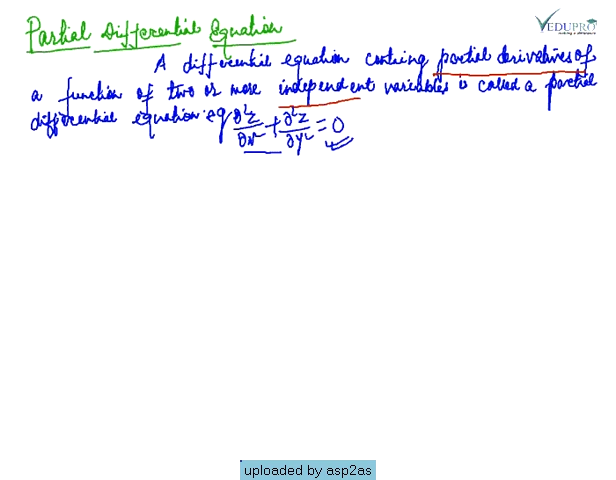 Partial Differential Equation
VEDUPRO
A differential equation containg partial derivatives of
a function of two or more independent variables is called a partial
differential equation eg ∂²z/∂x² + ∂²z/∂y² = 0
uploaded by asp2as